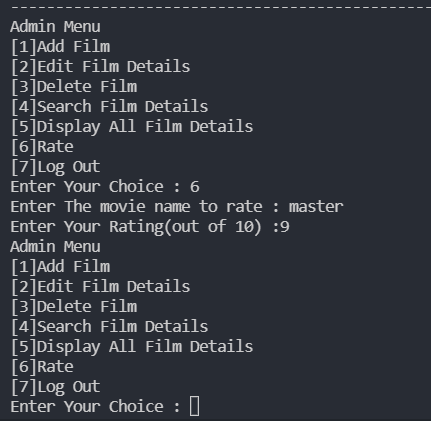 ------------------------------------------------
Admin Menu
[1]Add Film
[2]Edit Film Details
[3]Delete Film
[4]Search Film Details
[5]Display All Film Details
[6]Rate
[7]Log Out
Enter Your Choice : 6
Enter The movie name to rate : master
Enter Your Rating(out of 10) :9
Admin Menu
[1]Add Film
[2]Edit Film Details
[3]Delete Film
[4]Search Film Details
[5]Display All Film Details
[6]Rate
[7]Log Out
Enter Your Choice :